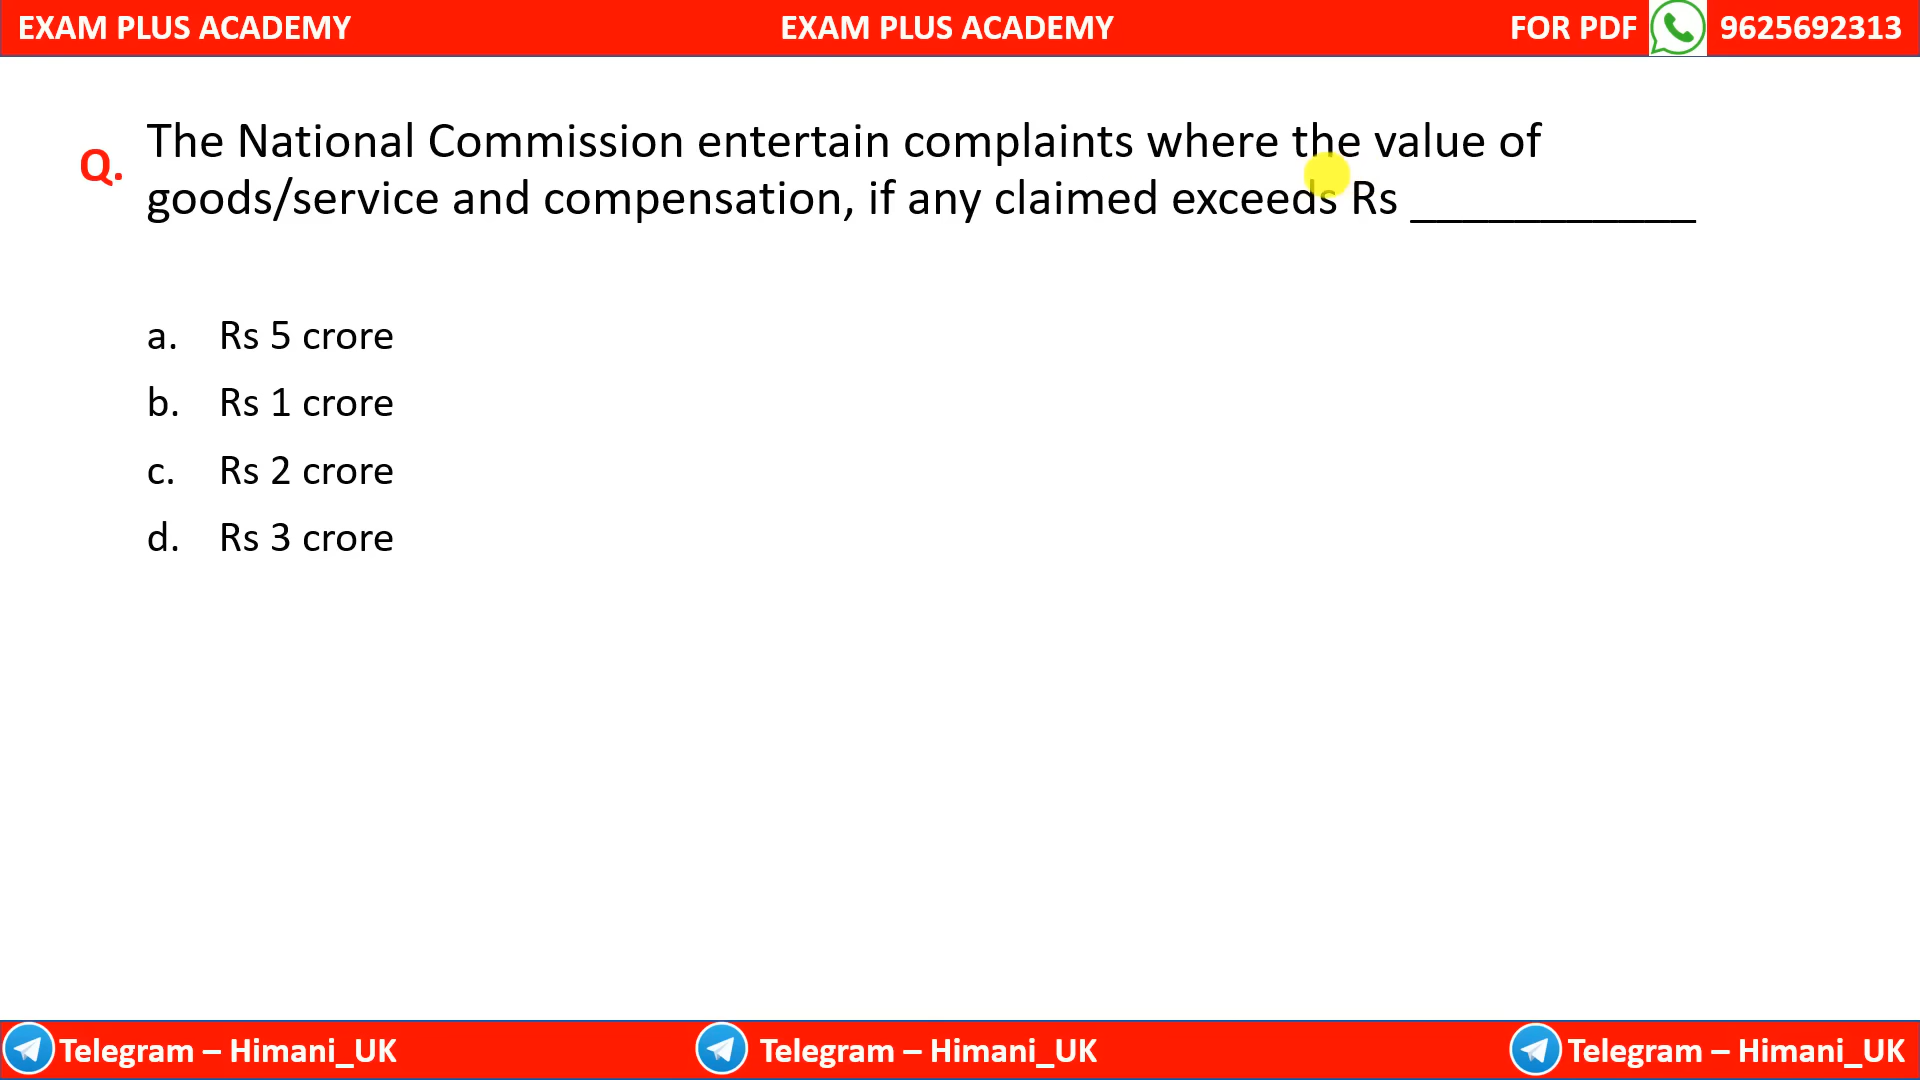 EXAM PLUS ACADEMY EXAM PLUS ACADEMY FOR PDF 9625692313
Q. The National Commission entertain complaints where the value of
goods/service and compensation, if any claimed exceeds Rs ___________
a. Rs 5 crore
b. Rs 1 crore
c. Rs 2 crore
d. Rs 3 crore
Telegram – Himani_UK Telegram – Himani_UK Telegram – Himani_UK